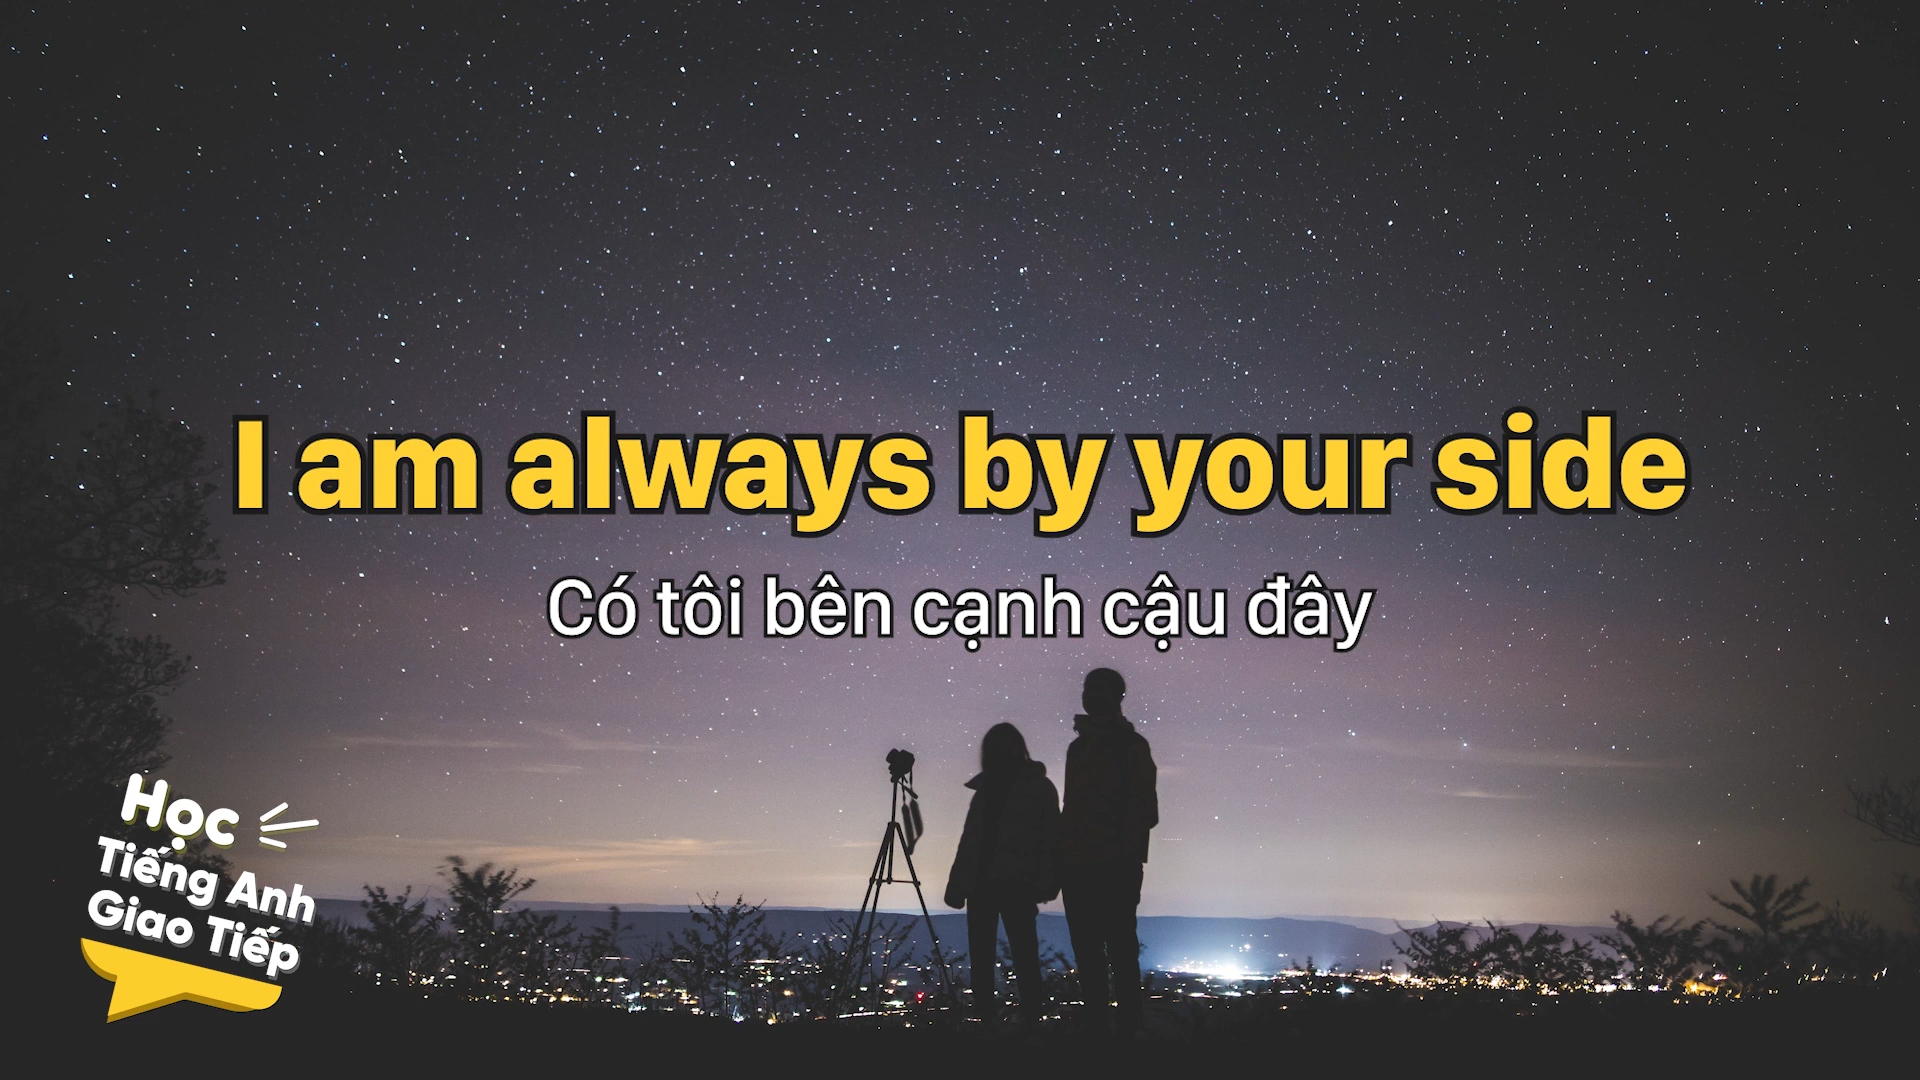 I am always by your side
Có tôi bên cạnh cậu đây
Học
Tiếng Anh
Giao Tiếp